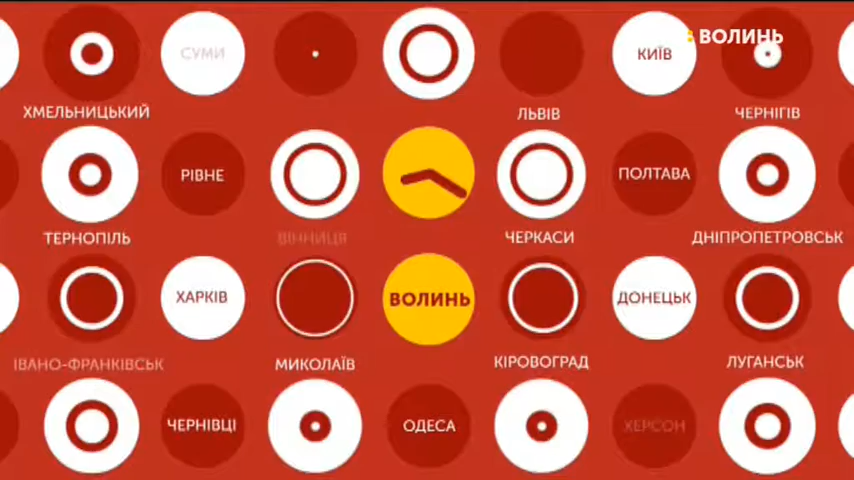 ВОЛИНЬ
СУМИ
КИЇВ
ХМЕЛЬНИЦЬКИЙ
ЛЬВІВ
ЧЕРНІГІВ
РІВНЕ
ПОЛТАВА
ТЕРНОПІЛЬ
ВІННИЦЯ
ЧЕРКАСИ
ДНІПРОПЕТРОВСЬК
ХАРКІВ
ВОЛИНЬ
ДОНЕЦЬК
ІВАНО-ФРАНКІВСЬК
МИКОЛАЇВ
КІРОВОГРАД
ЛУГАНСЬК
ЧЕРНІВЦІ
ОДЕСА
ХЕРСОН